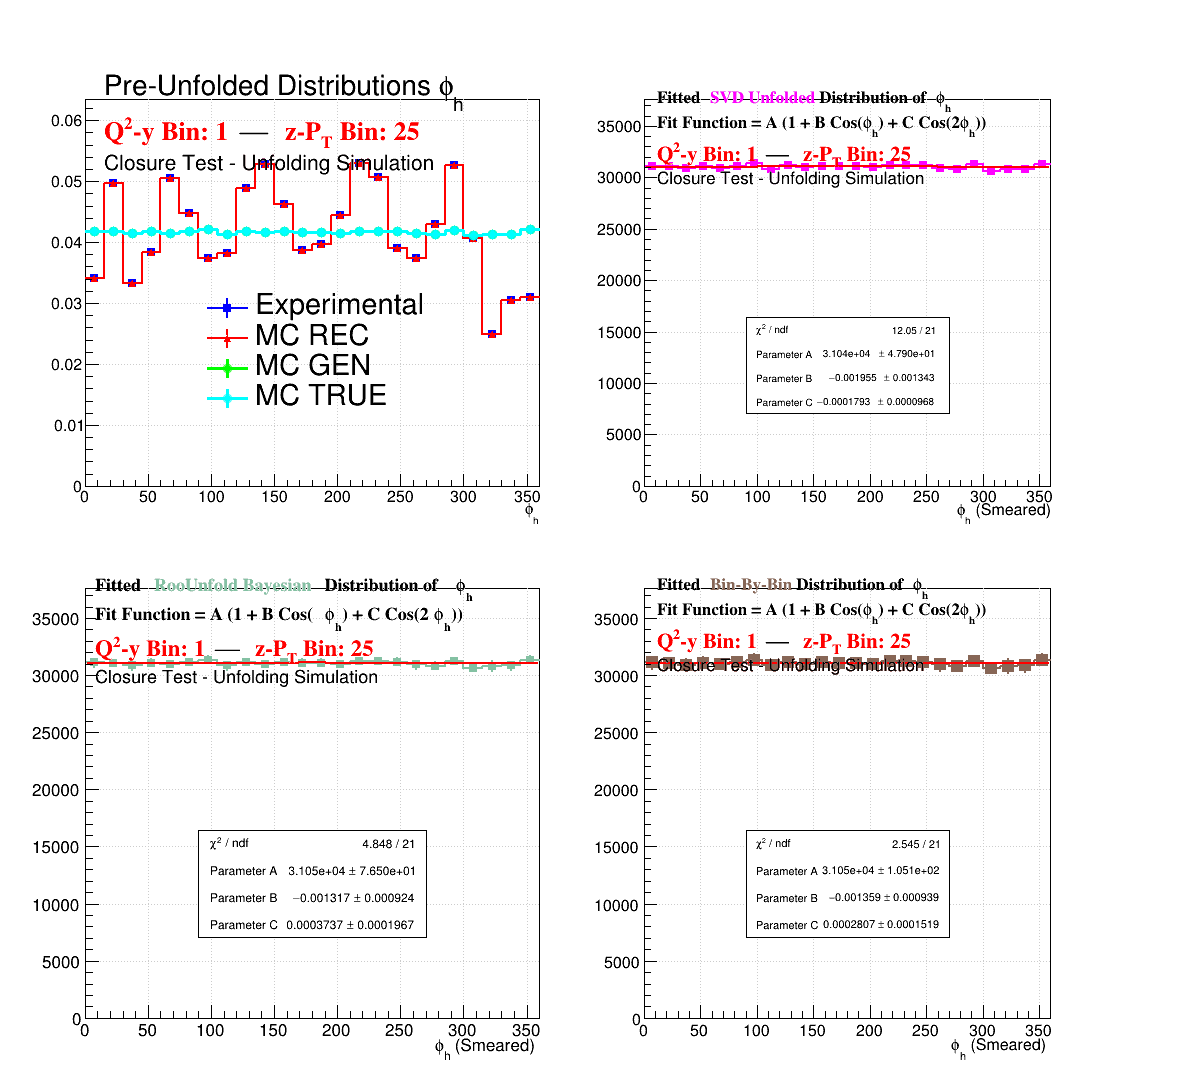 Pre-Unfolded Distributions ϕh
Q2-y Bin: 1 — z-PT Bin: 25
Closure Test - Unfolding Simulation
0.06
0.05
0.04
0.03
0.02
0.01
0
Experimental
MC REC
MC GEN
MC TRUE
0 50 100 150 200 250 300 350
ϕh
Fitted SVD Unfolded Distribution of ϕh
Fit Function = A (1 + B Cos(ϕh) + C Cos(2ϕh))
Q2-y Bin: 1 — z-PT Bin: 25
Closure Test - Unfolding Simulation
35000
30000
25000
20000
15000
10000
5000
0
χ2 / ndf 12.05 / 21
Parameter A 3.104e+04 ± 4.790e+01
Parameter B −0.001955 ± 0.001343
Parameter C −0.0001793 ± 0.0000968
0 50 100 150 200 250 300 350
ϕh (Smeared)
Fitted RooUnfold Bayesian Distribution of ϕh
Fit Function = A (1 + B Cos( ϕh) + C Cos(2 ϕh))
Q2-y Bin: 1 — z-PT Bin: 25
Closure Test - Unfolding Simulation
35000
30000
25000
20000
15000
10000
5000
0
χ2 / ndf 4.848 / 21
Parameter A 3.105e+04 ± 7.650e+01
Parameter B −0.001317 ± 0.000924
Parameter C 0.0003737 ± 0.0001967
0 50 100 150 200 250 300 350
ϕh (Smeared)
Fitted Bin-By-Bin Distribution of ϕh
Fit Function = A (1 + B Cos(ϕh) + C Cos(2ϕh))
Q2-y Bin: 1 — z-PT Bin: 25
Closure Test - Unfolding Simulation
35000
30000
25000
20000
15000
10000
5000
0
χ2 / ndf 2.545 / 21
Parameter A 3.105e+04 ± 1.051e+02
Parameter B −0.001359 ± 0.000939
Parameter C 0.0002807 ± 0.0001519
0 50 100 150 200 250 300 350
ϕh (Smeared)